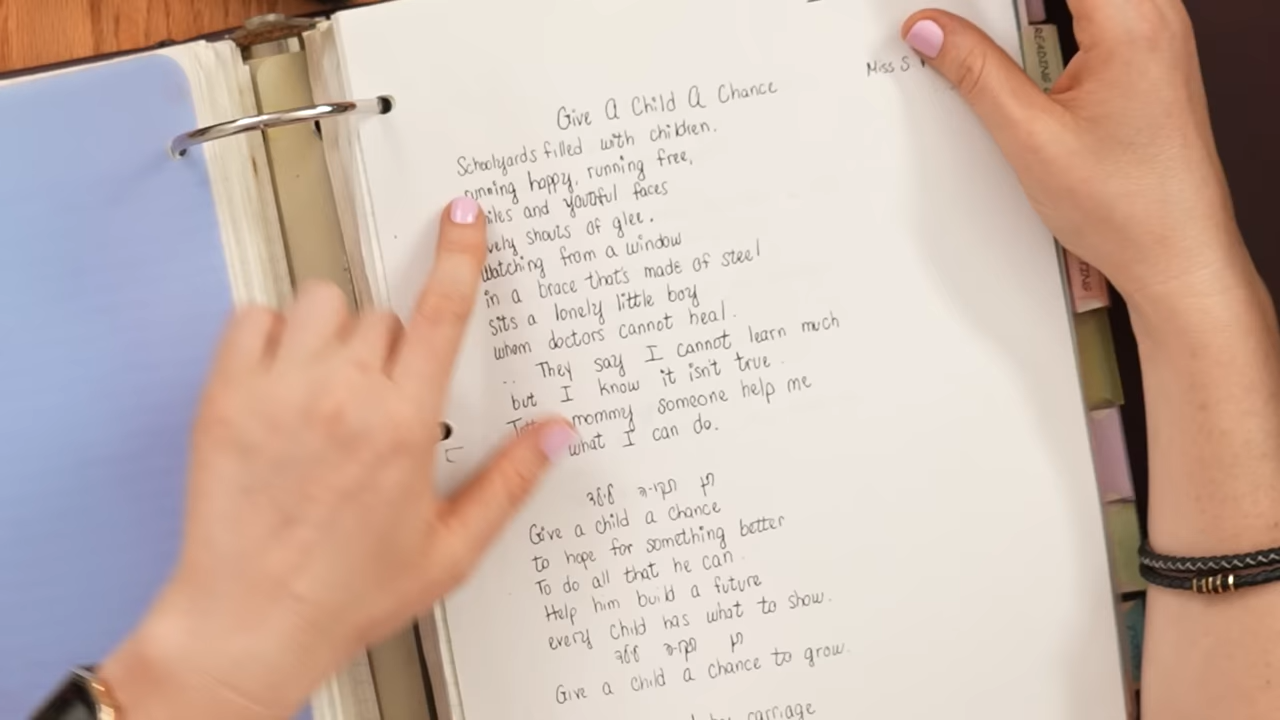 Miss S
Give A Child A Chance
Schoolyards filled with children.
running happy, running free,
and youthful faces
shouts of glee.
Watching from a window
in a brace that's made of steel
sits a lonely little boy
whom doctors cannot heal.
.. They say I cannot learn much
but I know it isn't true.
mommy someone help me
what I can do.
Give a child a chance
to hope for something better
To do all that he can.
Help him build a future
every child has what to show.
Give a child a chance to grow.
by carriage
READING